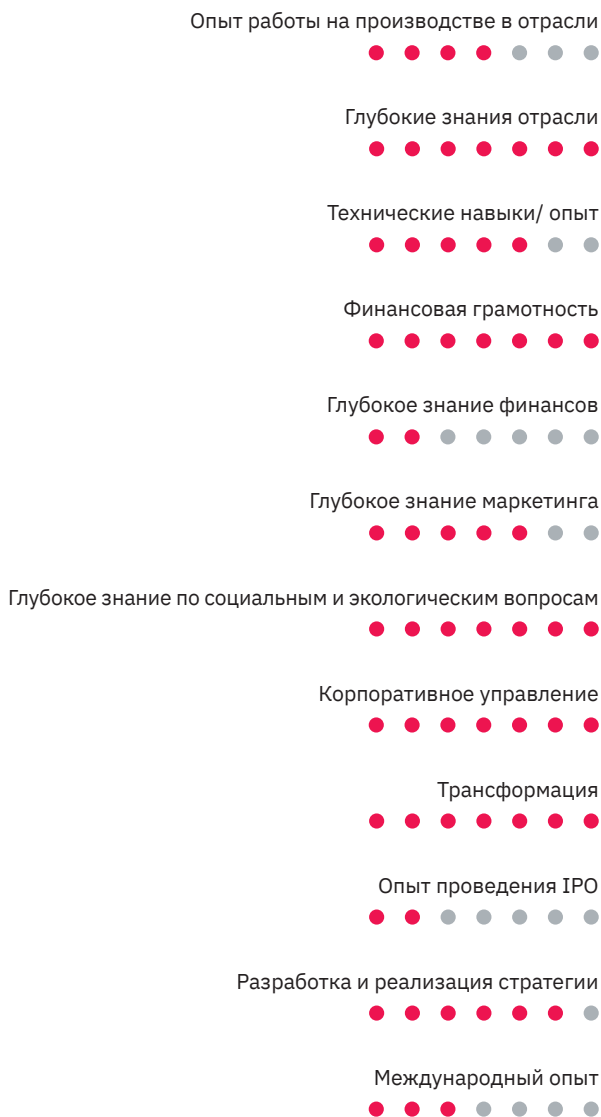 Опыт работы на производстве в отрасли
Глубокие знания отрасли
Технические навыки/ опыт
Финансовая грамотность
Глубокое знание финансов
Глубокое знание маркетинга
Глубокое знание по социальным и экологическим вопросам
Корпоративное управление
Трансформация
Опыт проведения IPO
Разработка и реализация стратегии
Международный опыт